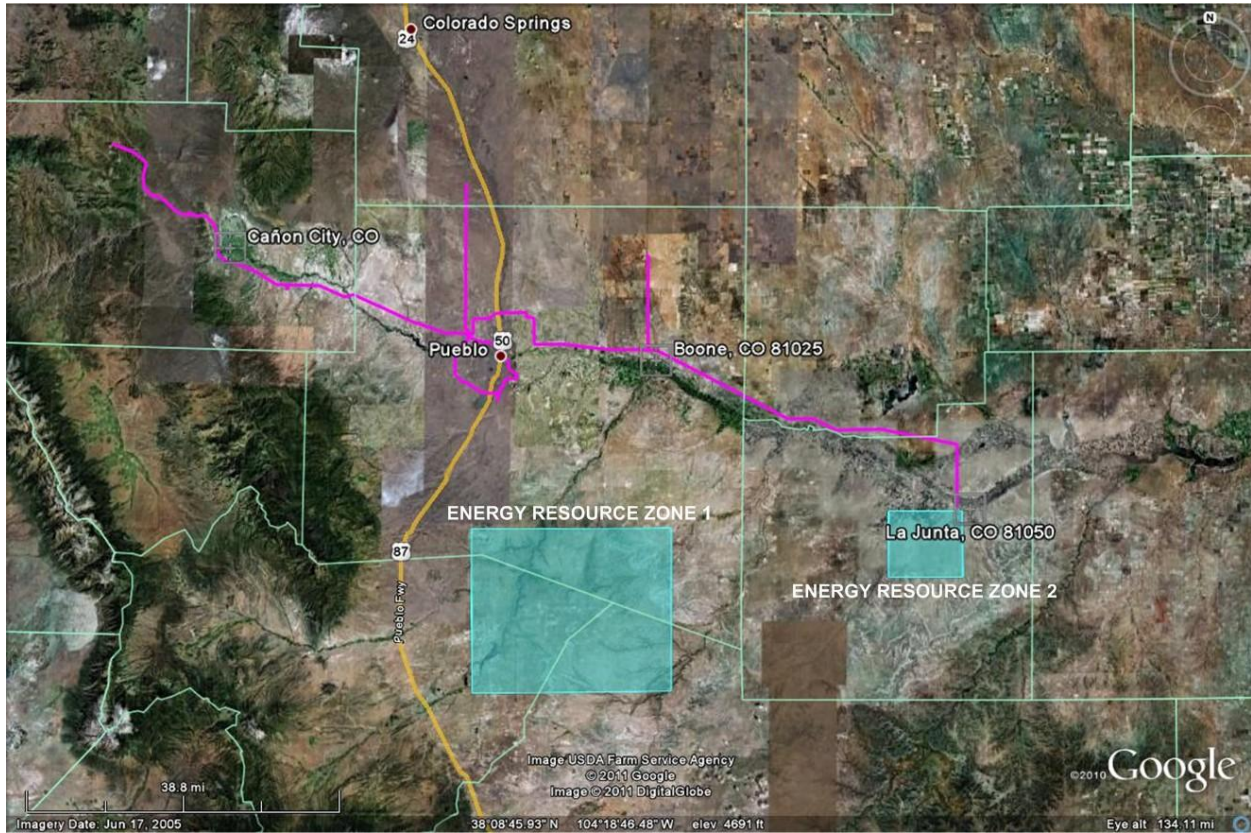 N
Colorado Springs
24
Cañon City, CO
50
Pueblo
Boone, CO 81025
ENERGY RESOURCE ZONE 1
La Junta, CO 81050
87
ENERGY RESOURCE ZONE 2
Pueblo Fwy
Image USDA Farm Service Agency
© 2011 Google
Image © 2011 DigitalGlobe
©2010 Google
38.8 mi
Imagery Date: Jun 17, 2005
38°08'45.93" N 104°18'46.48" W elev 4691 ft
Eye alt 134.11 mi